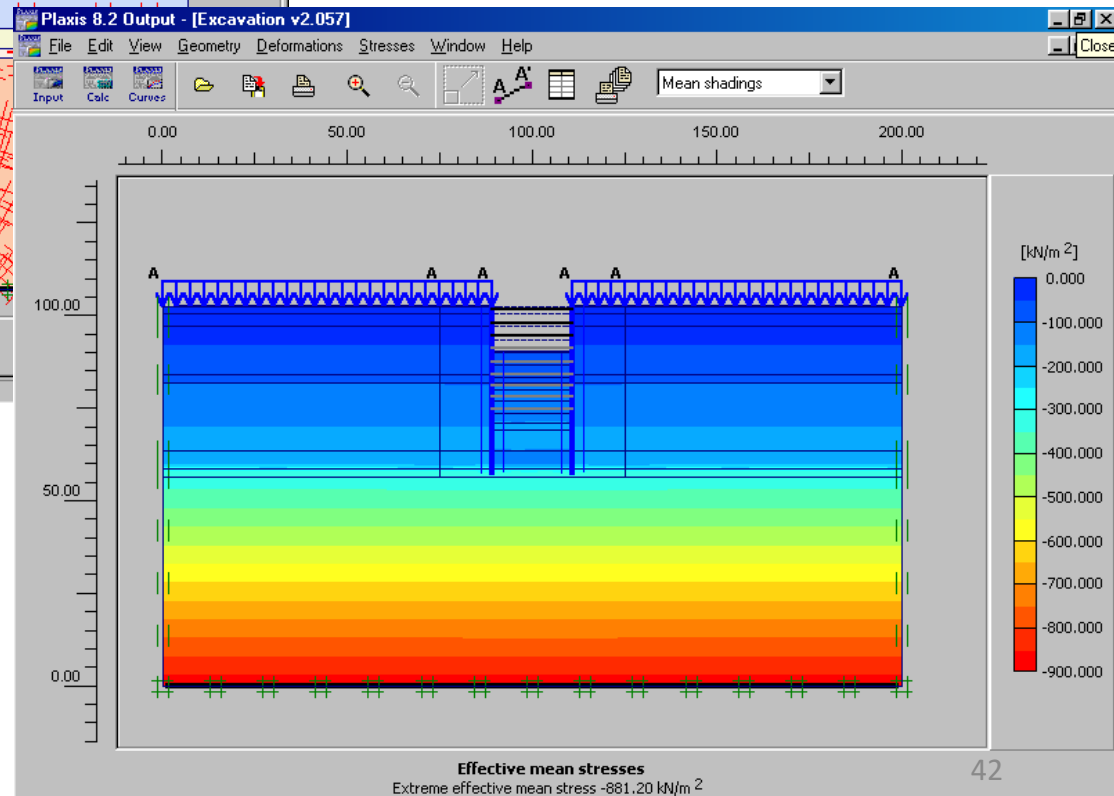 Plaxis 8.2 Output - [Excavation v2.057]
File Edit View Geometry Deformations Stresses Window Help
Close
Input Calc Curves A A' Mean shadings
0.00 50.00 100.00 150.00 200.00
[kN/m 2]
A A A A A A
0.000
100.00
-100.000
-200.000
-300.000
-400.000
50.00
-500.000
-600.000
-700.000
-800.000
0.00
-900.000
Effective mean stresses
42
Extreme effective mean stress -881.20 kN/m 2